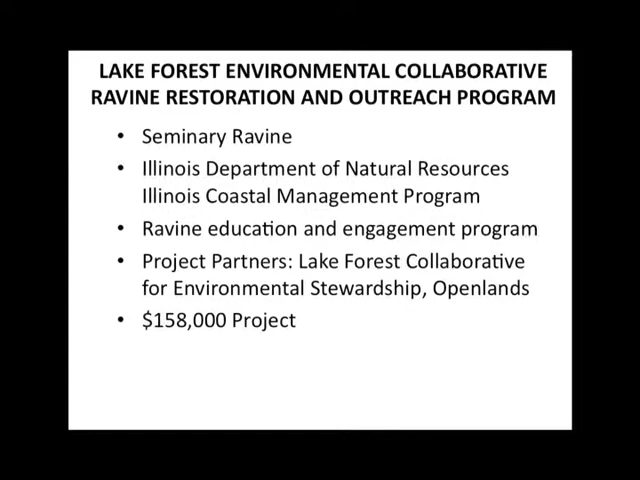 LAKE FOREST ENVIRONMENTAL COLLABORATIVE
RAVINE RESTORATION AND OUTREACH PROGRAM
• Seminary Ravine
• Illinois Department of Natural Resources
Illinois Coastal Management Program
• Ravine education and engagement program
• Project Partners: Lake Forest Collaborative
for Environmental Stewardship, Openlands
• $158,000 Project